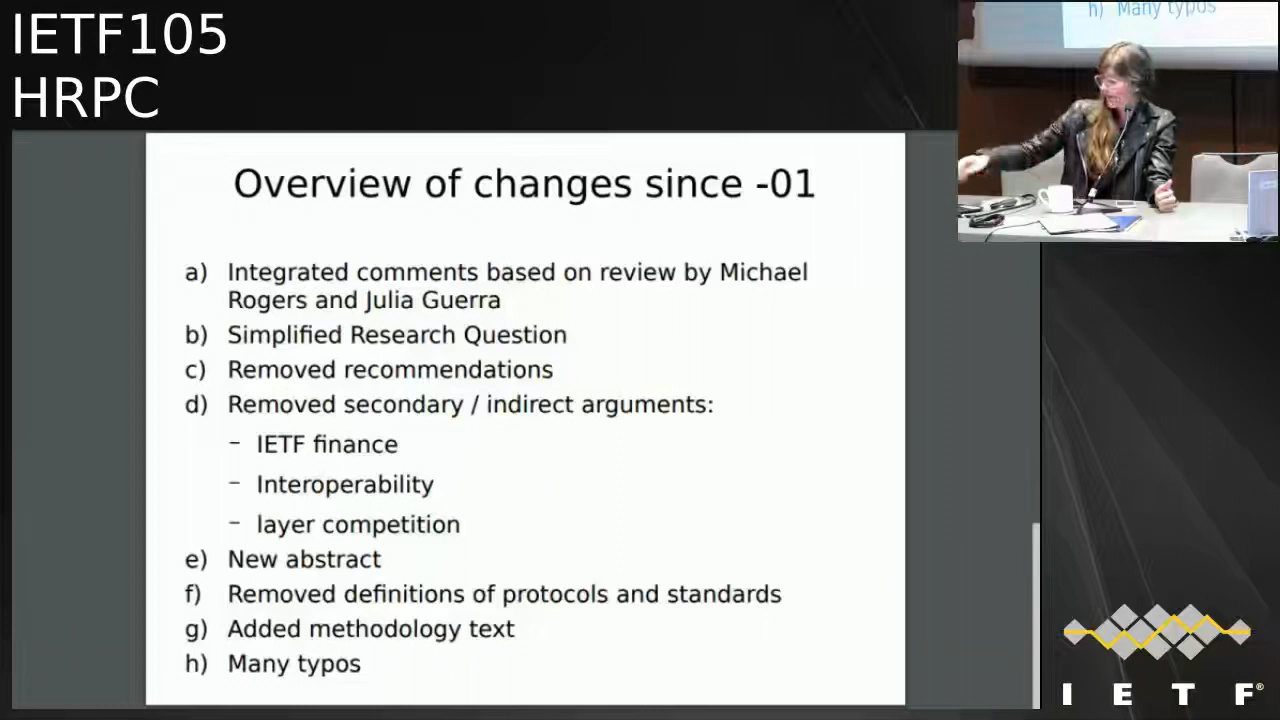 IETF105
HRPC
h) Many typos
Overview of changes since -01
a) Integrated comments based on review by Michael
Rogers and Julia Guerra
b) Simplified Research Question
c) Removed recommendations
d) Removed secondary / indirect arguments:
– IETF finance
– Interoperability
– layer competition
e) New abstract
f) Removed definitions of protocols and standards
g) Added methodology text
h) Many typos
I E T F®